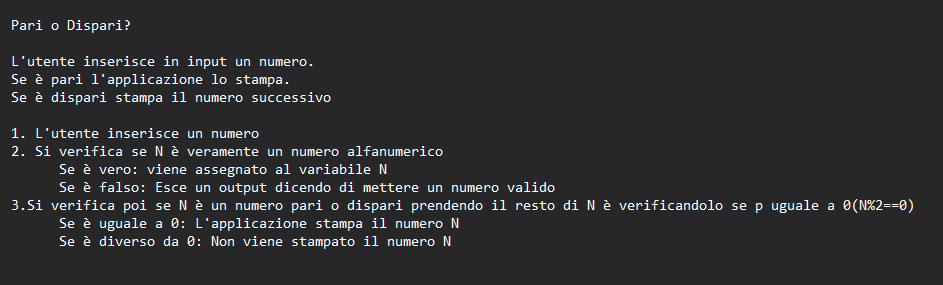 Pari o Dispari?
L'utente inserisce in input un numero.
Se è pari l'applicazione lo stampa.
Se è dispari stampa il numero successivo
1. L'utente inserisce un numero
2. Si verifica se N è veramente un numero alfanumerico
Se è vero: viene assegnato al variabile N
Se è falso: Esce un output dicendo di mettere un numero valido
3.Si verifica poi se N è un numero pari o dispari prendendo il resto di N è verificandolo se p uguale a 0(N%2==0)
Se è uguale a 0: L'applicazione stampa il numero N
Se è diverso da 0: Non viene stampato il numero N